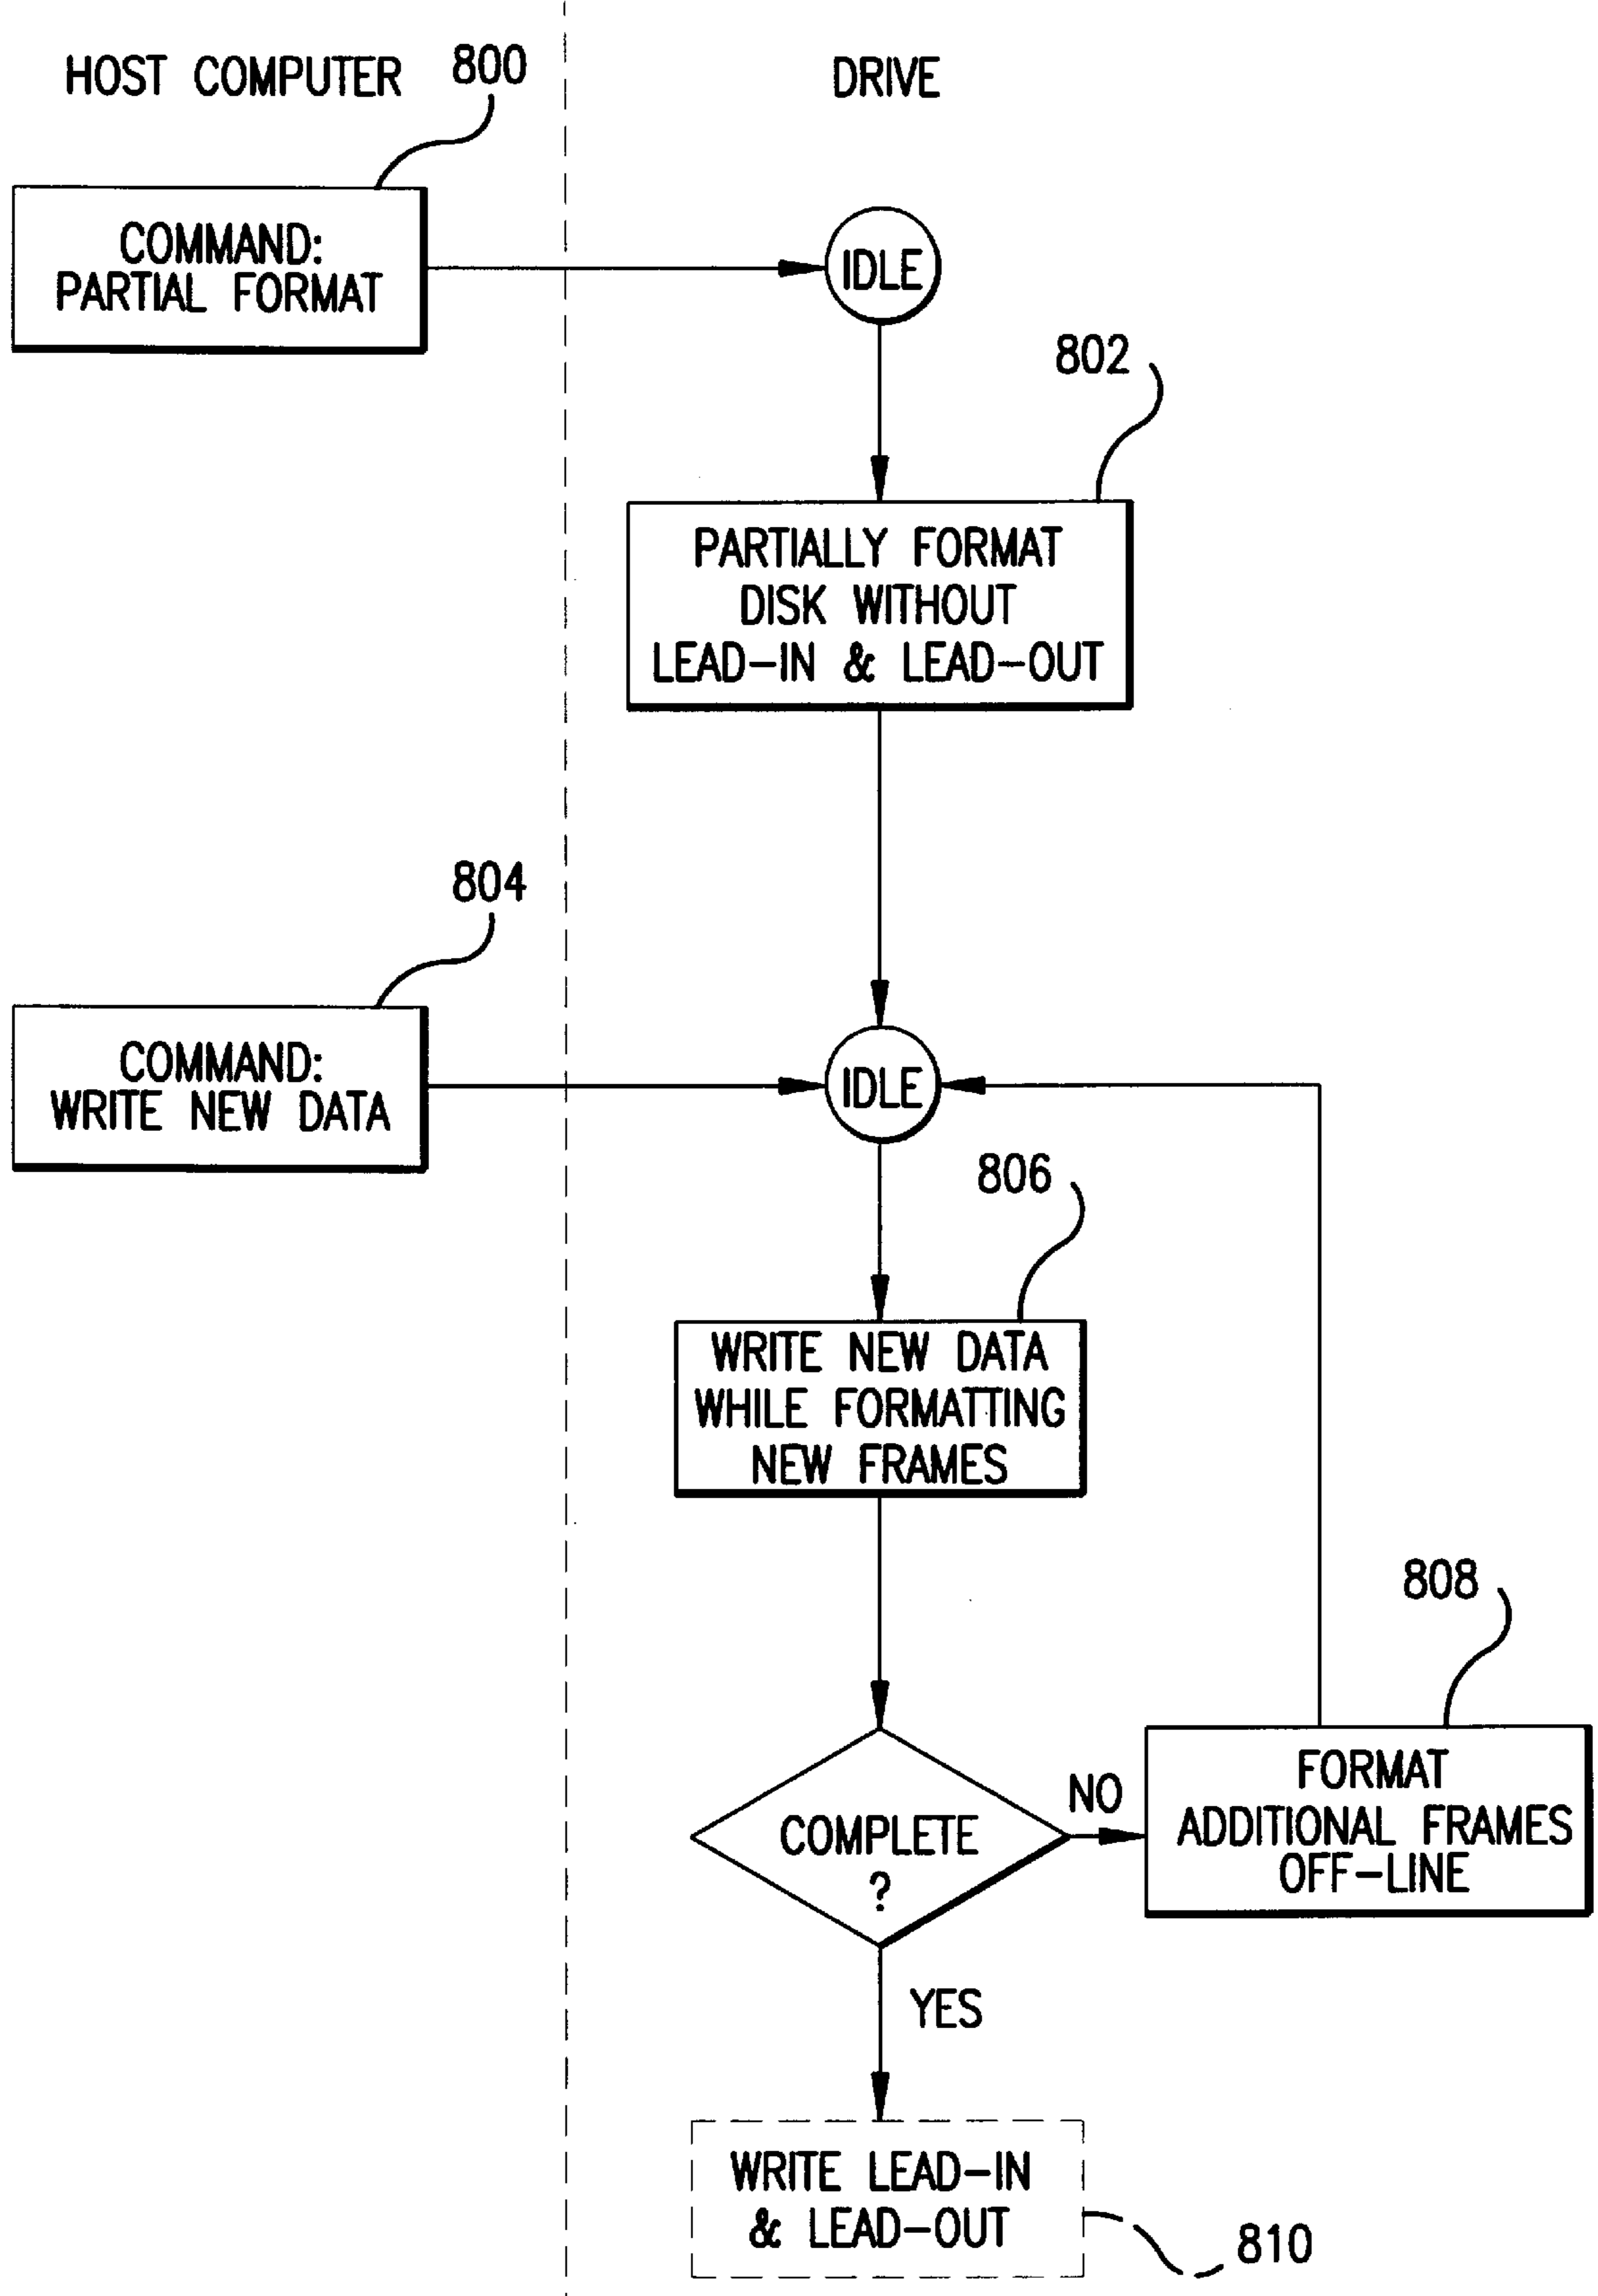 HOST COMPUTER
800
DRIVE
COMMAND:
PARTIAL FORMAT
IDLE
802
PARTIALLY FORMAT
DISK WITHOUT
LEAD-IN & LEAD-OUT
804
COMMAND:
WRITE NEW DATA
IDLE
806
WRITE NEW DATA
WHILE FORMATTING
NEW FRAMES
808
COMPLETE
?
NO
FORMAT
ADDITIONAL FRAMES
OFF-LINE
YES
WRITE LEAD-IN
& LEAD-OUT
810